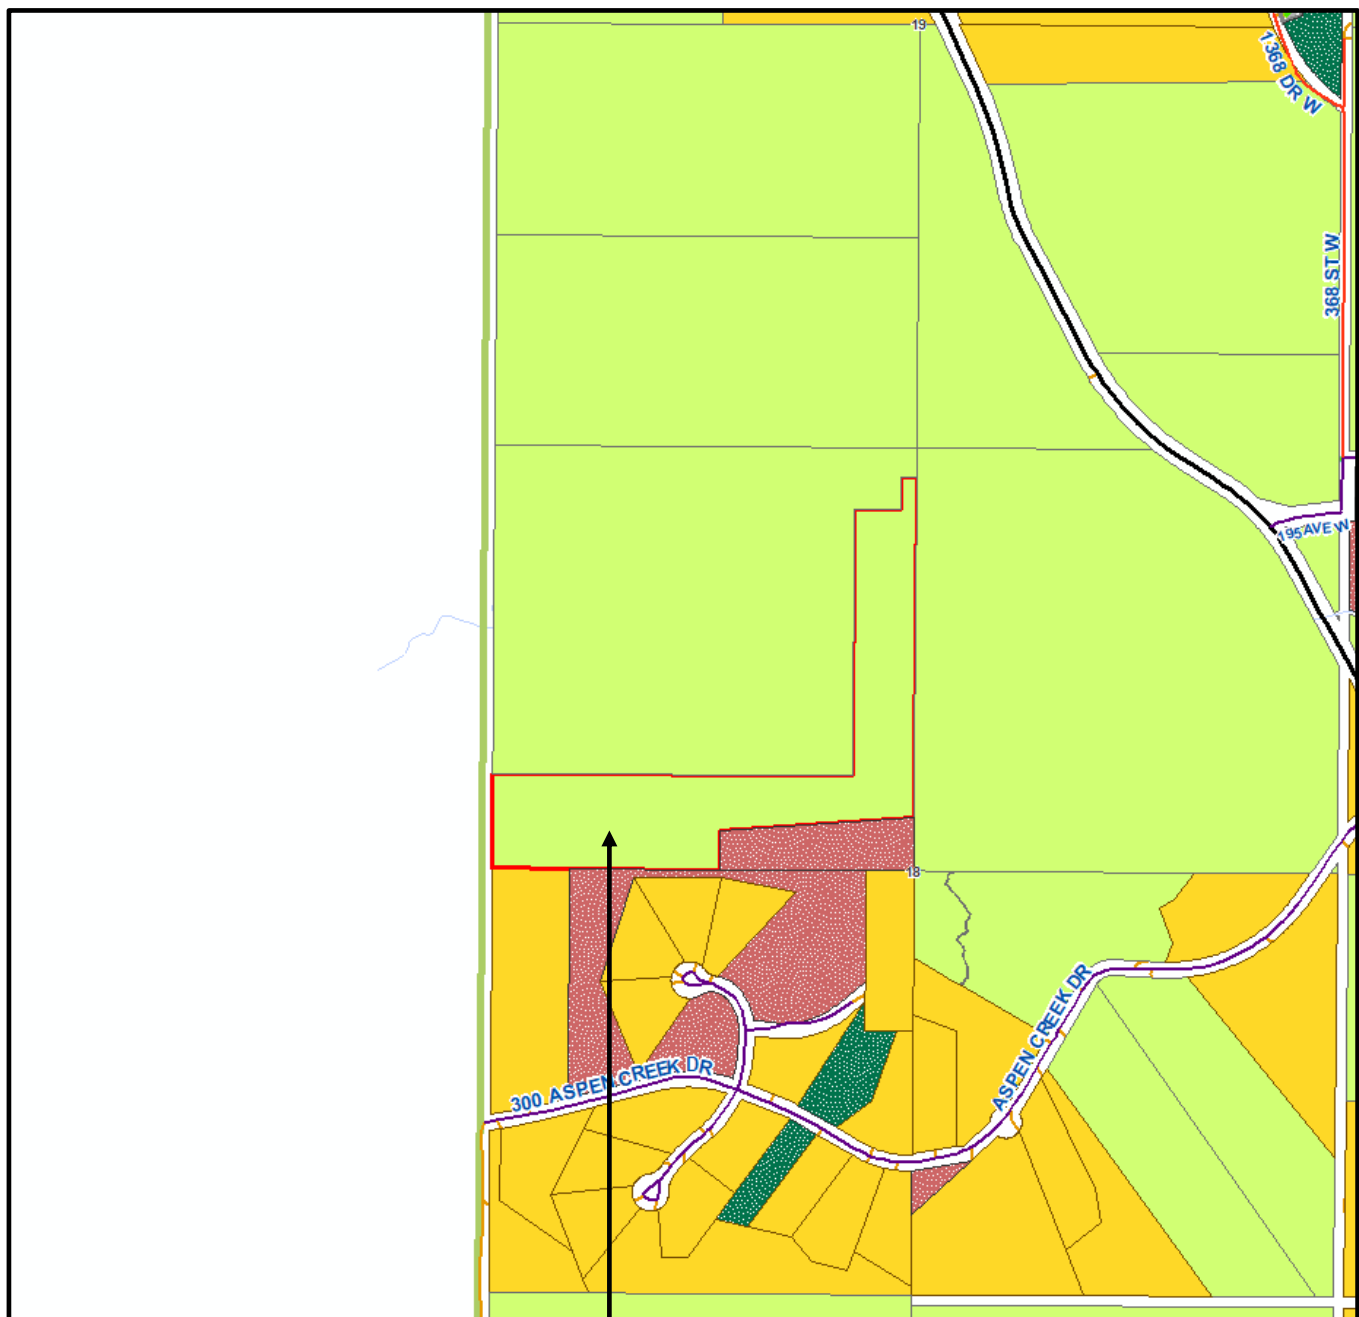 19
1368 DR W
368 ST W
195 AVE W
18
ASPEN CREEK DR
300 ASPEN CREEK DR